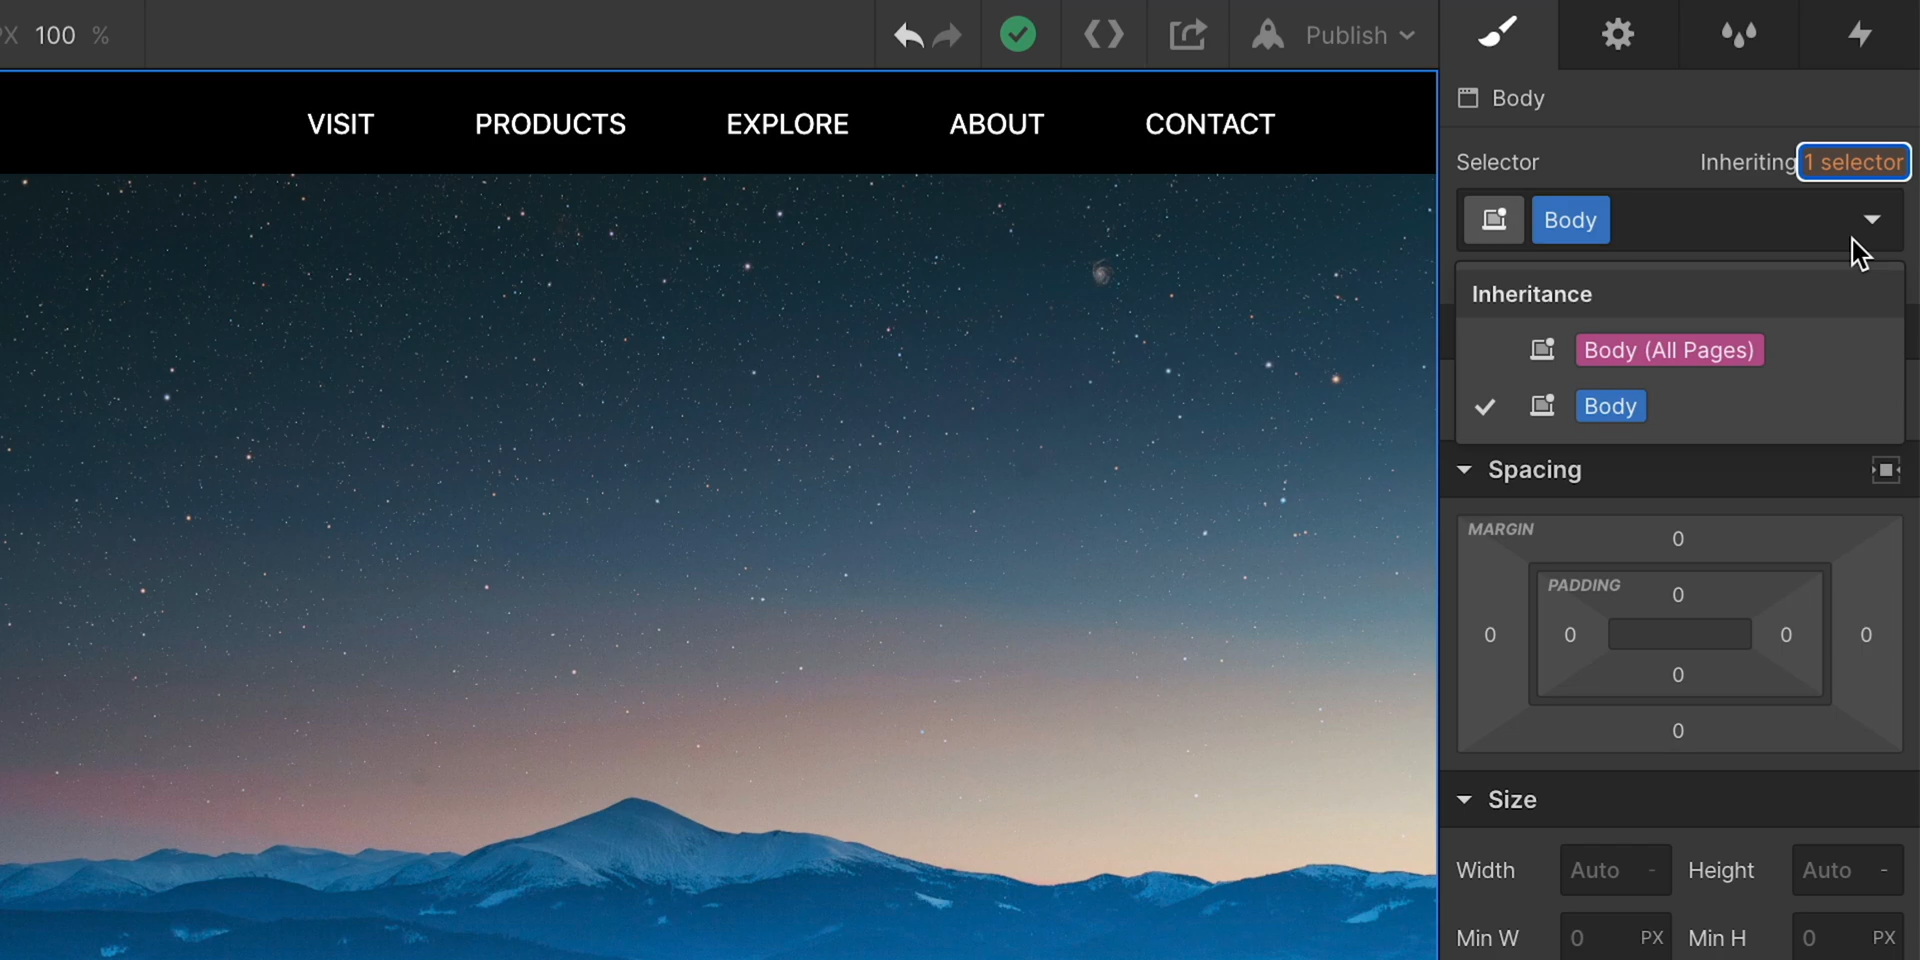 PX 100 %
Publish
VISIT PRODUCTS EXPLORE ABOUT CONTACT
Body
Selector Inheriting 1 selector
Body
Inheritance
Body (All Pages)
Body
Spacing
MARGIN
0
PADDING
0
0 0 0 0
0
0
Size
Width Auto - Height Auto -
Min W 0 PX Min H 0 PX